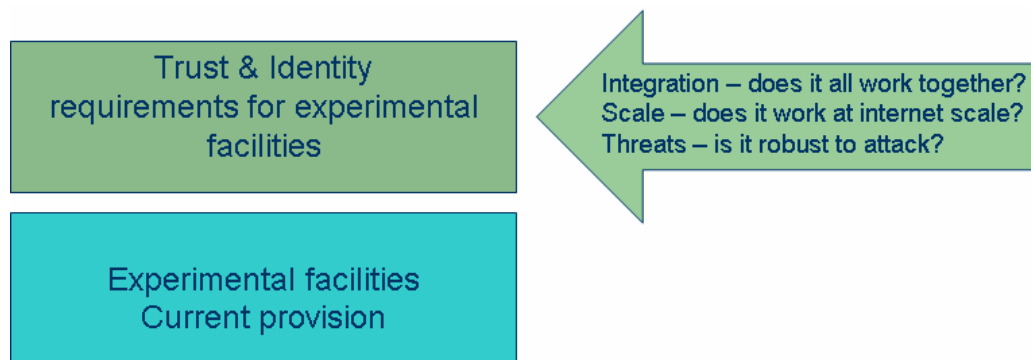 Trust & Identity
requirements for experimental
facilities
Integration – does it all work together?
Scale – does it work at internet scale?
Threats – is it robust to attack?
Experimental facilities
Current provision